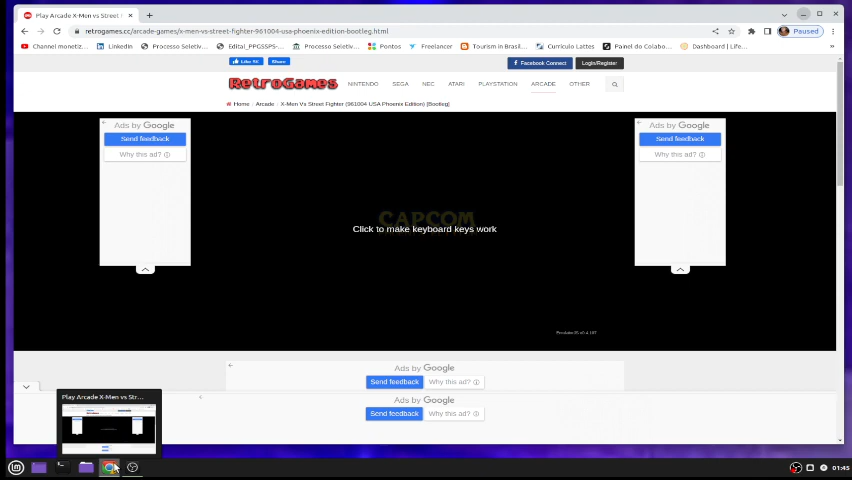 Play Arcade X-Men vs Street F
retrogames.cc/arcade-games/x-men-vs-street-fighter-961004-usa-phoenix-edition-bootleg.html
Paused
Channel monetiz...
LinkedIn
Processo Seletivo...
Edital_PPGSSPS-...
Processo Seletivo...
Pontos
Freelancer
Tourism in Brasil...
Currículo Lattes
Painel do Colabo...
Dashboard | Life...
Like 5K
Share
Facebook Connect
Login/Register
RetroGames
NINTENDO
SEGA
NEC
ATARI
PLAYSTATION
ARCADE
OTHER
Home
Arcade
X-Men Vs Street Fighter (961004 USA Phoenix Edition) [Bootleg]
Ads by Google
Send feedback
Why this ad?
Ads by Google
Send feedback
Why this ad?
CAPCOM
Click to make keyboard keys work
Ads by Google
Send feedback
Why this ad?
Ads by Google
Send feedback
Why this ad?
Play Arcade X-Men vs Str...
01:45